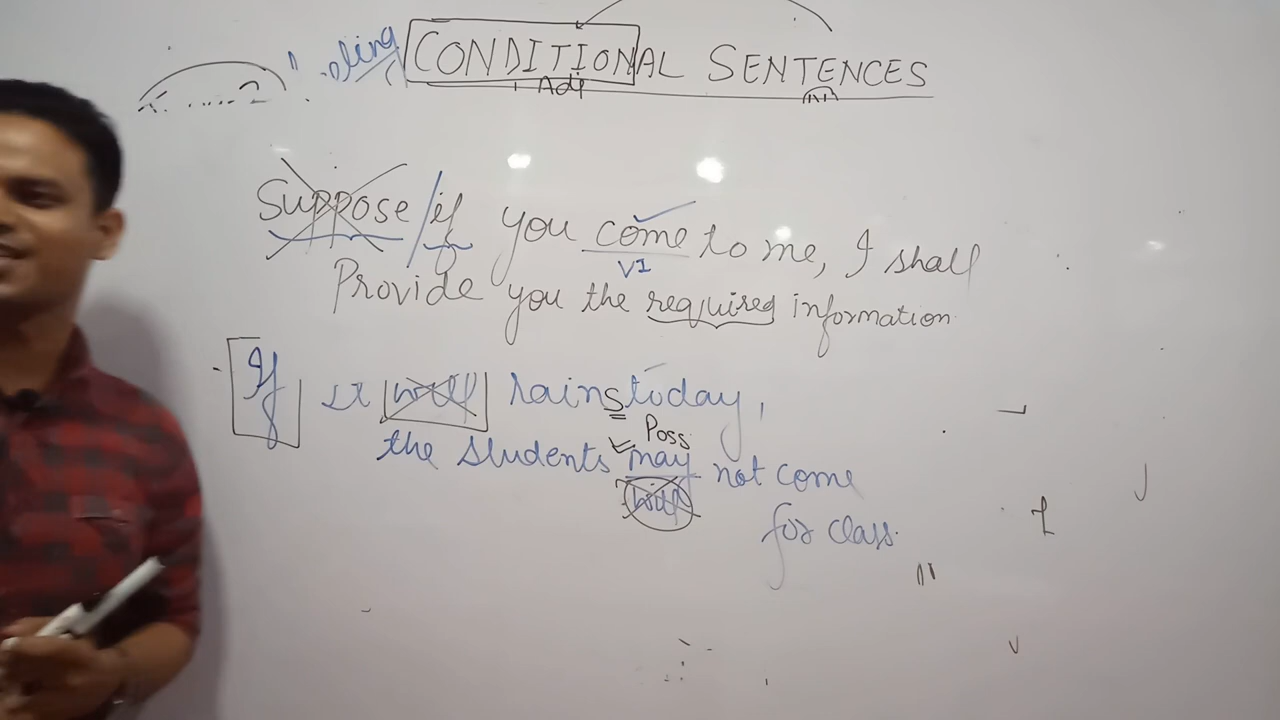 CONDITIONAL SENTENCES
Adj
Suppose / if you come to me, I shall
V1
Provide you the required information
If it will rains today,
Poss
the students may not come
will
for class.